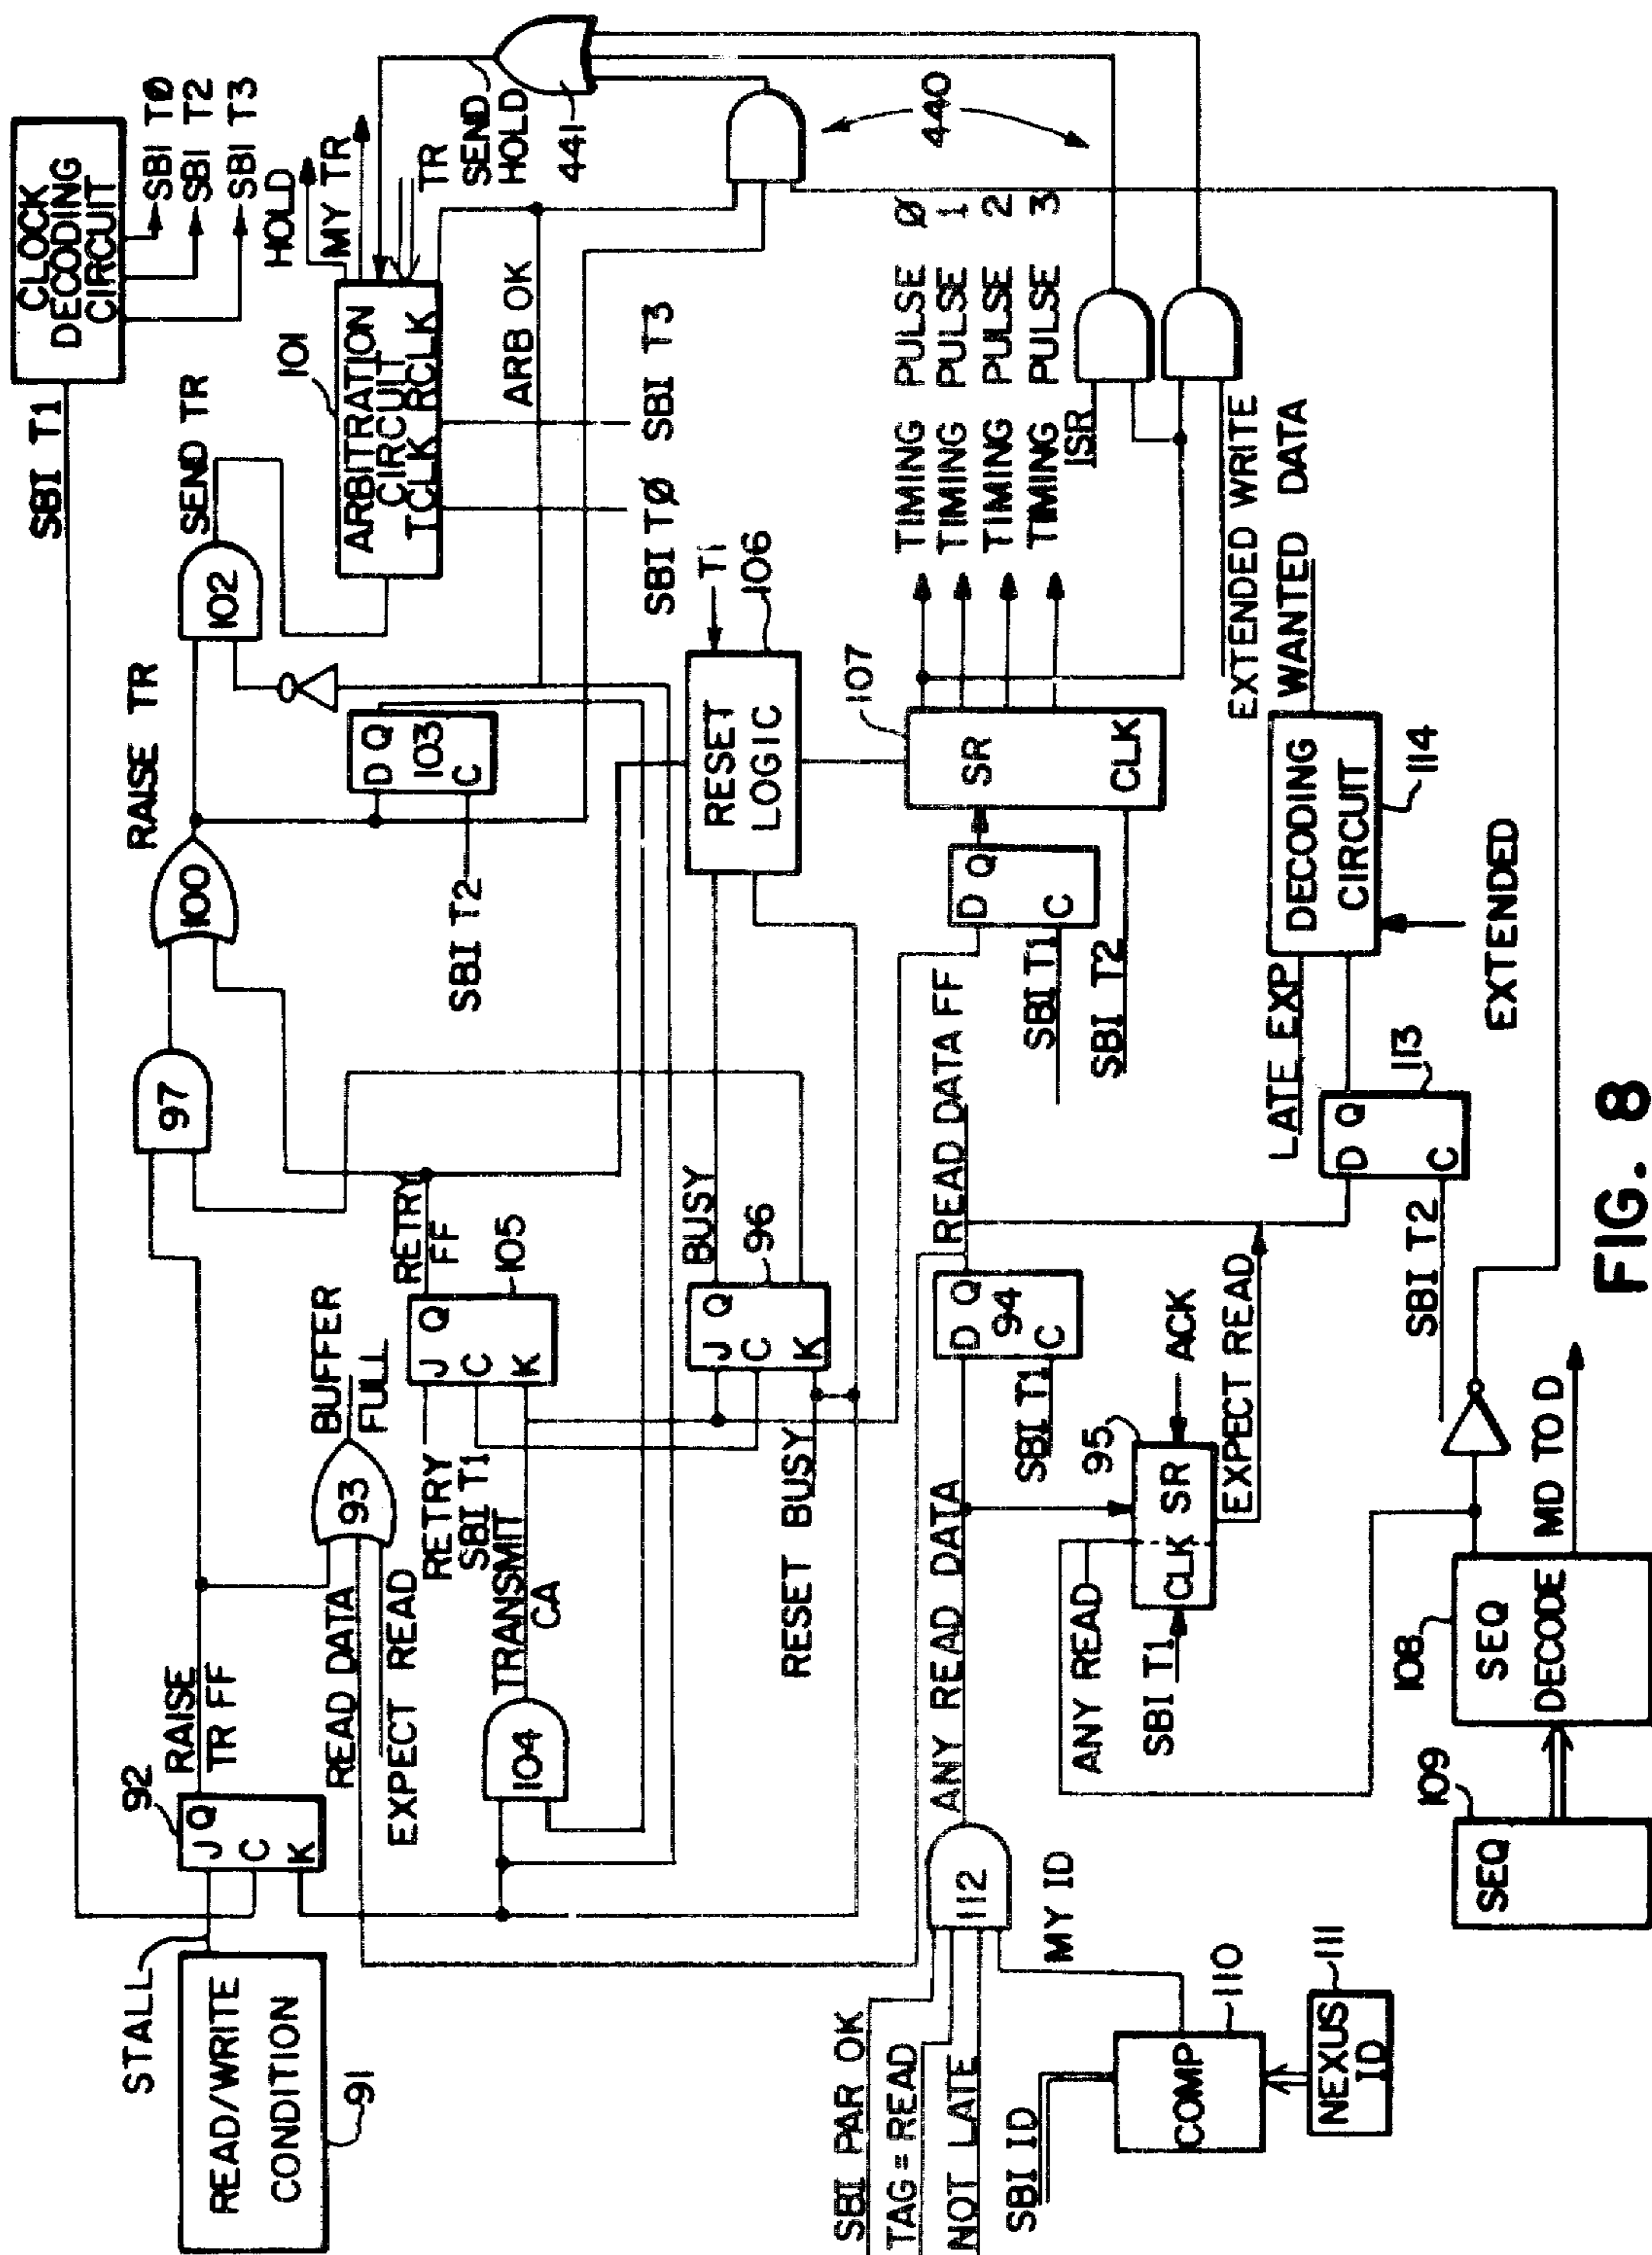 CLOCK
DECODING
CIRCUIT
SBI T1
SBI TØ
SBI T2
SBI T3
STALL
READ/WRITE
CONDITION
91
92
J Q
C
K
RAISE
TR FF
97
100
RAISE TR
102
SEND TR
101
ARBITRATION
CIRCUIT
TCLK RCLK
HOLD
MY TR
TR
SEND
HOLD
441
ARB OK
SBI TØ
SBI T3
D Q
103
C
SBI T2
BUFFER
FULL
93
READ DATA
EXPECT READ
RETRY
FF
J Q
C
K
105
RETRY
SBI T1
TRANSMIT
CA
104
BUSY
J Q
C
K
96
RESET BUSY
RESET
LOGIC
T1
106
107
SR
CLK
D Q
C
SBI T1
SBI T2
TIMING PULSE Ø
TIMING PULSE 1
TIMING PULSE 2
TIMING PULSE 3
440
ISR
EXTENDED WRITE
SBI PAR OK
TAG=READ
NOT LATE
112
MY ID
SBI ID
COMP
110
NEXUS
ID
111
ANY READ DATA
D Q
94
C
SBI T1
READ DATA FF
95
CLK SR
ACK
ANY READ
SBI T1
EXPECT READ
LATE EXP
D Q
C
113
SBI T2
DECODING
CIRCUIT
114
WANTED DATA
EXTENDED
109
SEQ
108
SEQ
DECODE
MD TO D
FIG. 8